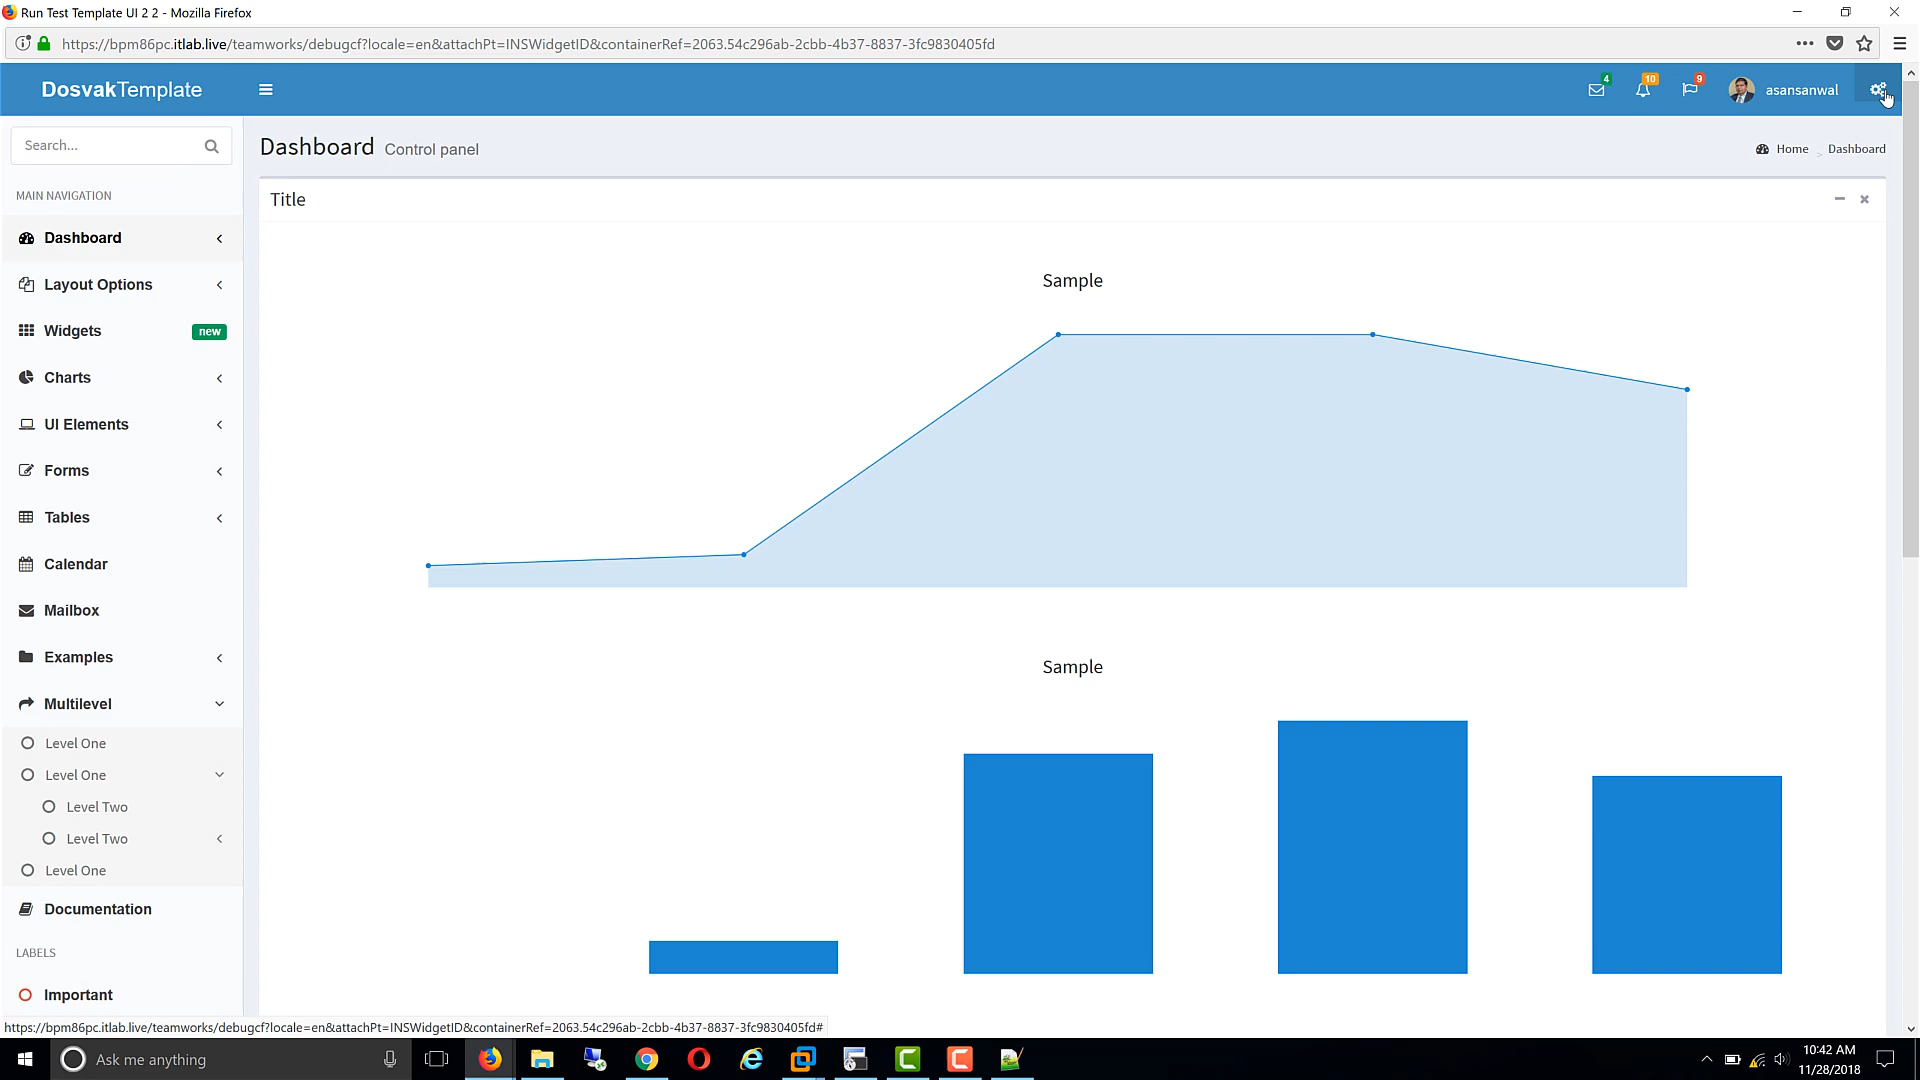 Run Test Template UI 2 2 - Mozilla Firefox
https://bpm86pc.itlab.live/teamworks/debugcf?locale=en&attachPt=INSWidgetID&containerRef=2063.54c296ab-2cbb-4b37-8837-3fc9830405fd
DosvakTemplate
4
10
9
asansanwal
Search...
Dashboard Control panel
Home
Dashboard
MAIN NAVIGATION
Title
Dashboard
Layout Options
Widgets
new
Charts
UI Elements
Forms
Tables
Calendar
Mailbox
Examples
Multilevel
Level One
Level One
Level Two
Level Two
Level One
Documentation
LABELS
Important
Sample
Sample
https://bpm86pc.itlab.live/teamworks/debugcf?locale=en&attachPt=INSWidgetID&containerRef=2063.54c296ab-2cbb-4b37-8837-3fc9830405fd#
Ask me anything
10:42 AM
11/28/2018